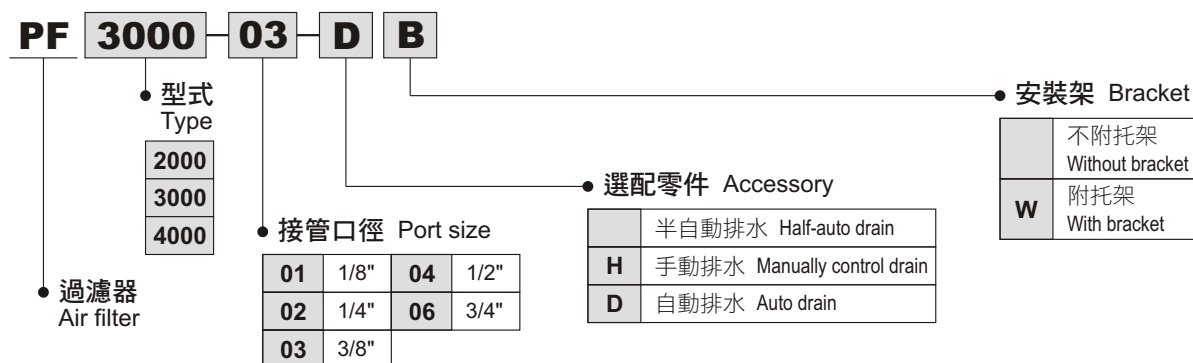 PF 3000 - 03 - D B
型式
Type
2000
3000
4000
過濾器
Air filter
接管口徑 Port size
01 1/8" 04 1/2"
02 1/4" 06 3/4"
03 3/8"
選配零件 Accessory
半自動排水 Half-auto drain
H 手動排水 Manually control drain
D 自動排水 Auto drain
安裝架 Bracket
不附托架
Without bracket
W 附托架
With bracket